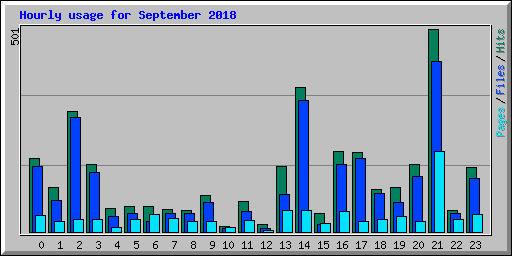 Hourly usage for September 2018
501
Pages / Files / Hits
0 1 2 3 4 5 6 7 8 9 10 11 12 13 14 15 16 17 18 19 20 21 22 23